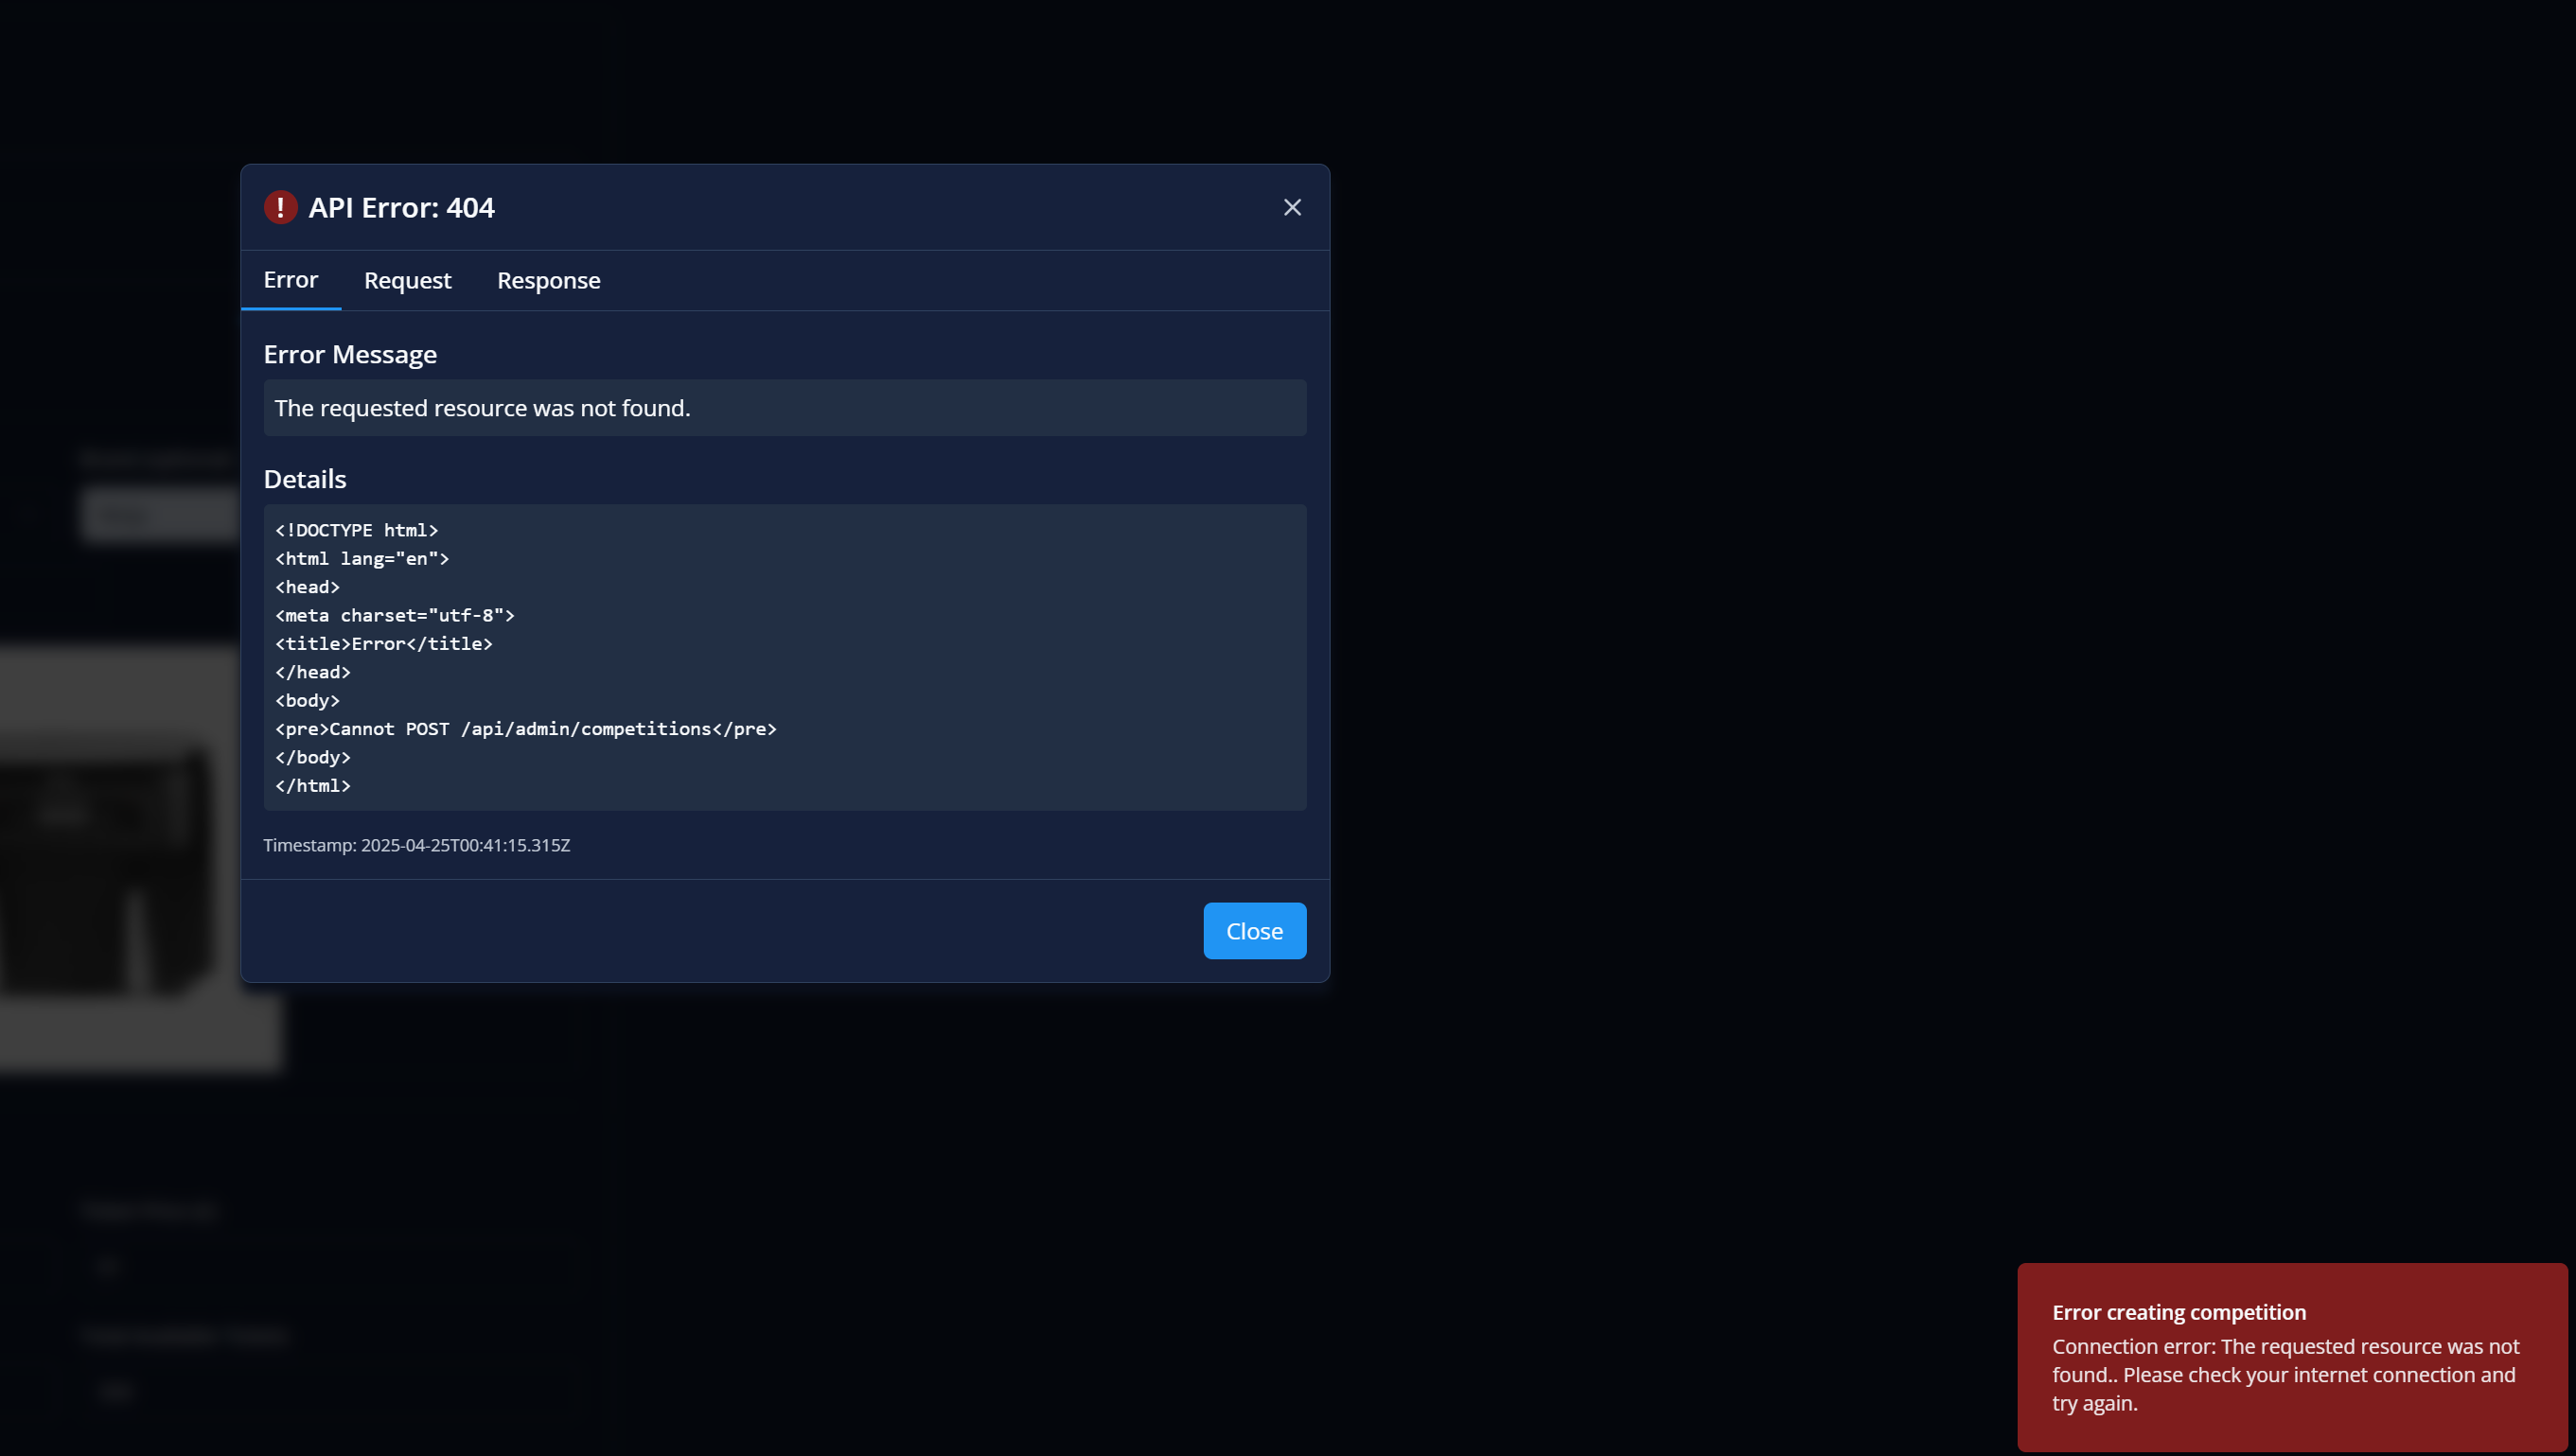 ! API Error: 404
Error Request Response
Error Message
The requested resource was not found.
Details
<!DOCTYPE html>
<html lang="en">
<head>
<meta charset="utf-8">
<title>Error</title>
</head>
<body>
<pre>Cannot POST /api/admin/competitions</pre>
</body>
</html>
Timestamp: 2025-04-25T00:41:15.315Z
Close
Error creating competition
Connection error: The requested resource was not
found.. Please check your internet connection and
try again.